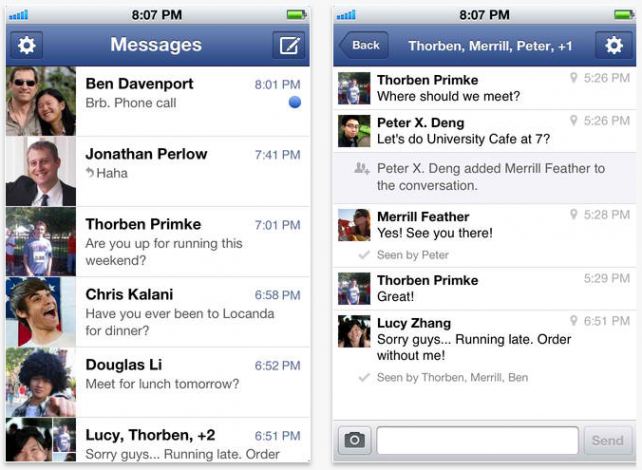 8:07 PM
Messages
Ben Davenport 8:01 PM
Brb. Phone call
Jonathan Perlow 7:41 PM
Haha
Thorben Primke 7:01 PM
Are you up for running this
weekend?
Chris Kalani 6:58 PM
Have you ever been to Locanda
for dinner?
Douglas Li 6:52 PM
Meet for lunch tomorrow?
Lucy, Thorben, +2 6:51 PM
Sorry guys... Running late. Order
8:07 PM
Back Thorben, Merrill, Peter, +1
Thorben Primke 5:26 PM
Where should we meet?
Peter X. Deng 5:26 PM
Let's do University Cafe at 7?
Peter X. Deng added Merrill Feather to
the conversation.
Merrill Feather 5:28 PM
Yes! See you there!
Seen by Peter
Thorben Primke 5:29 PM
Great!
Lucy Zhang 6:51 PM
Sorry guys... Running late. Order
without me!
Seen by Thorben, Merrill, Ben
Send